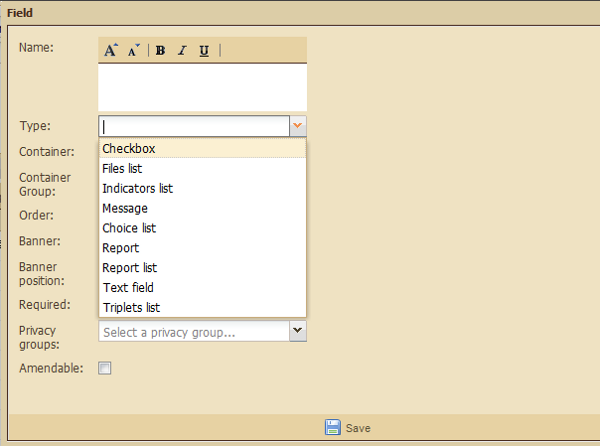 Field
Name:
A A B I U
Type:
Checkbox
Container:
Files list
Container
Group:
Indicators list
Message
Order:
Choice list
Banner:
Report
Banner
position:
Report list
Text field
Required:
Triplets list
Privacy
groups:
Select a privacy group...
Amendable:
Save